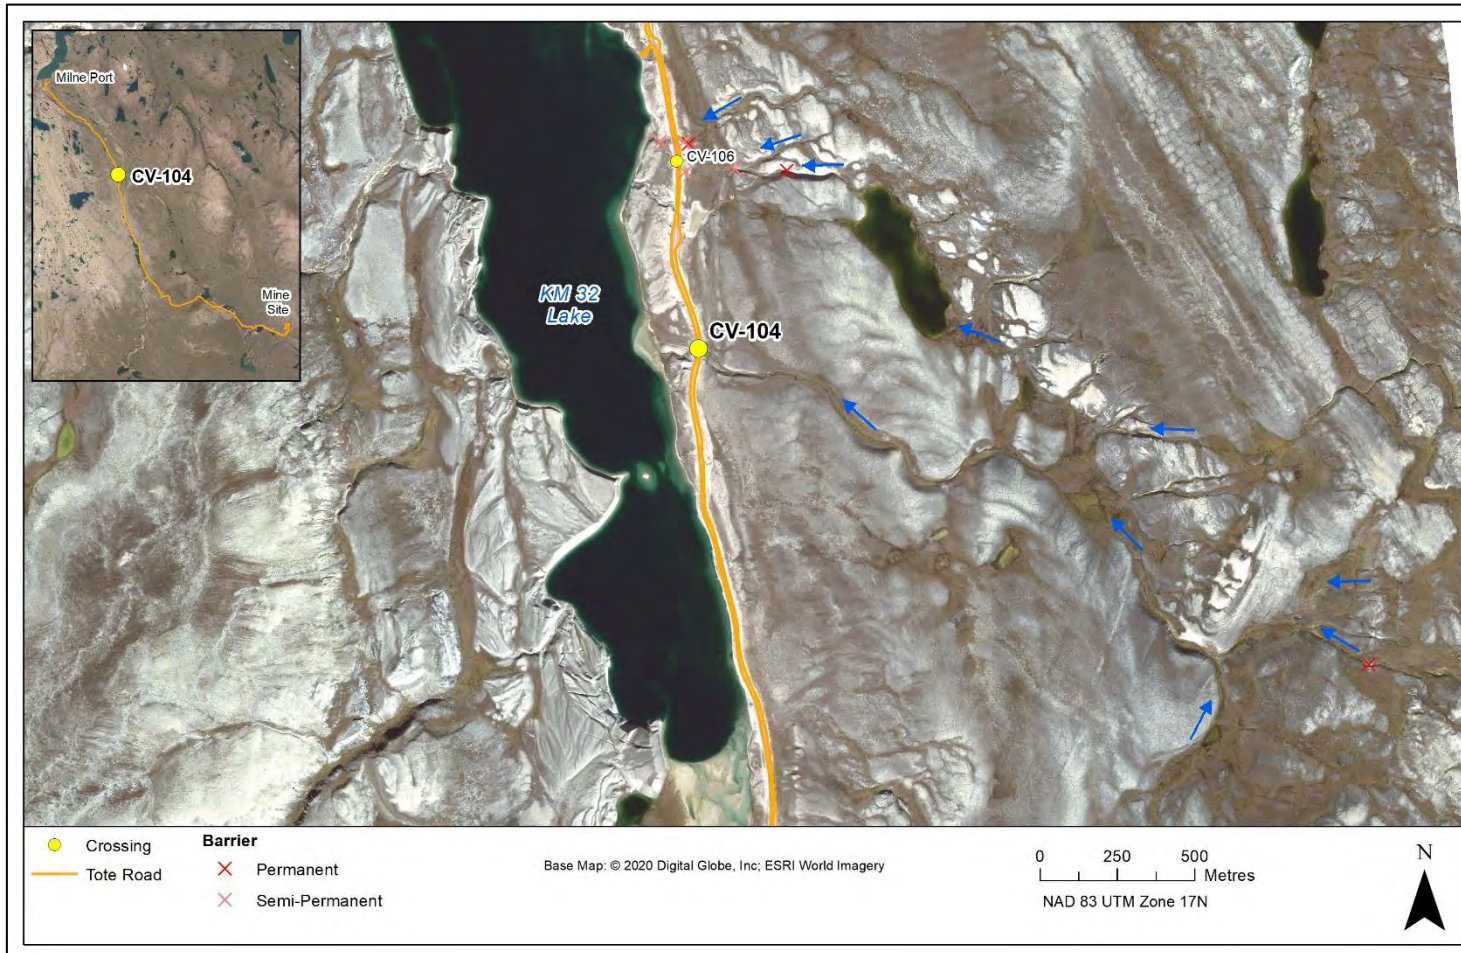 Milne Port
CV-104
Mine
Site
CV-106
KM 32
Lake
CV-104
Crossing
Tote Road
Barrier
Permanent
Semi-Permanent
Base Map: © 2020 Digital Globe, Inc; ESRI World Imagery
0 250 500
Metres
NAD 83 UTM Zone 17N
N